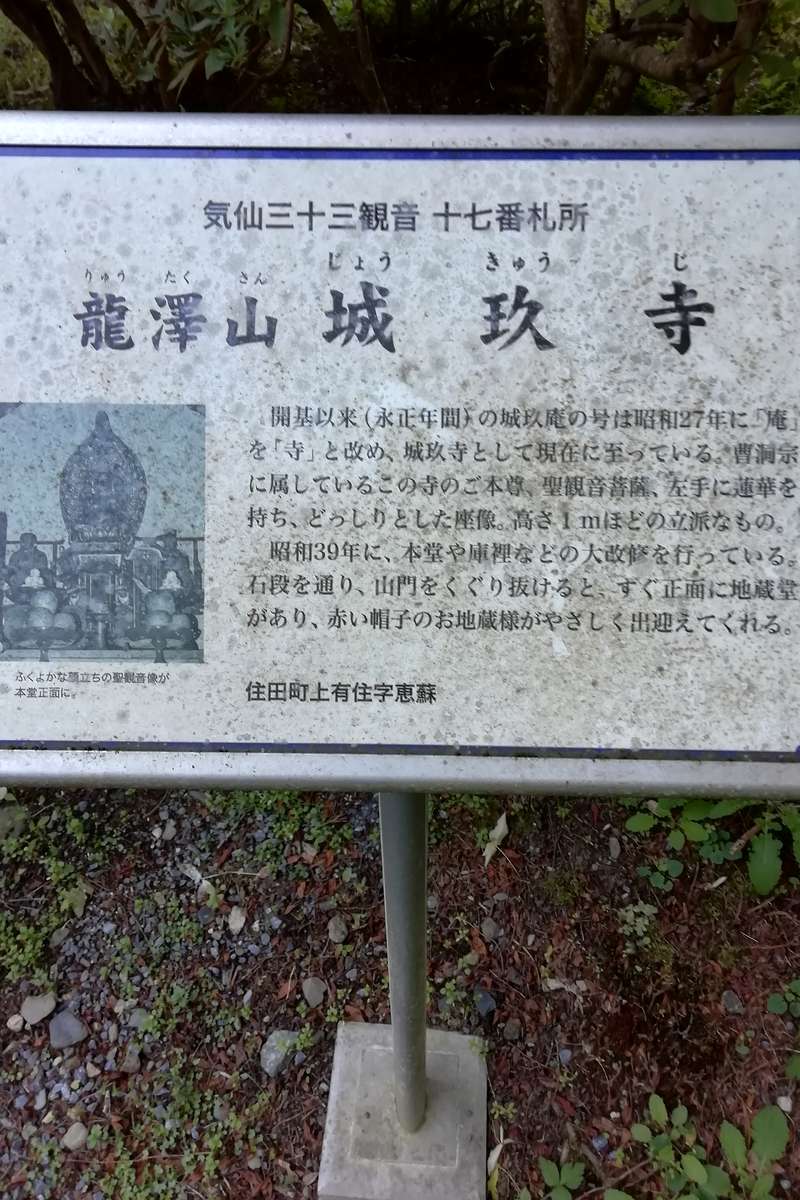 気仙三十三観音 十七番札所
りゅう たく さん じょう きゅう じ
龍澤山 城玖寺
開基以来(永正年間)の城玖庵の号は昭和27年に「庵」
を「寺」と改め、城玖寺として現在に至っている。曹洞宗
に属しているこの寺のご本尊、聖観音菩薩、左手に蓮華を
持ち、どっしりとした座像。高さ1mほどの立派なもの。
昭和39年に、本堂や庫裡などの大改修を行っている。
石段を通り、山門をくぐり抜けると、すぐ正面に地蔵堂
があり、赤い帽子のお地蔵様がやさしく出迎えてくれる。
ふくよかな顔立ちの聖観音像が
本堂正面に。
住田町上有住字恵蘇